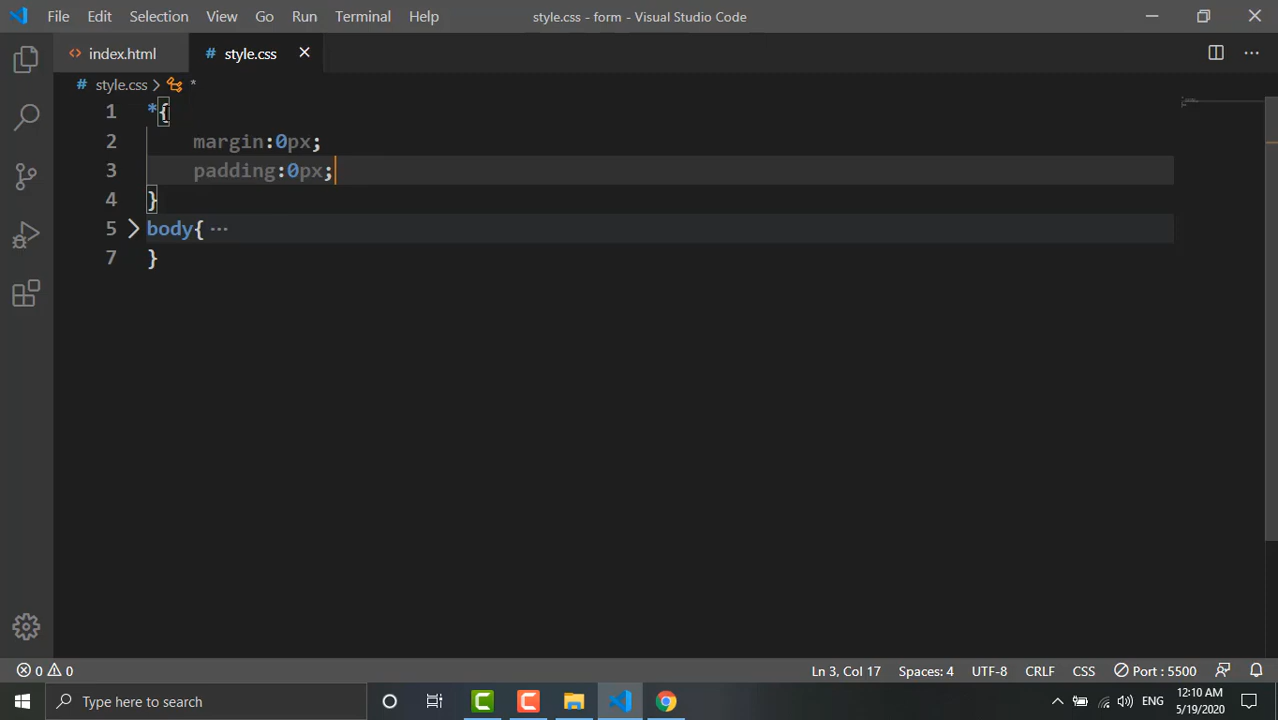 File Edit Selection View Go Run Terminal Help style.css - form - Visual Studio Code
<> index.html # style.css ×
# style.css > *
1 *{
2 margin:0px;
3 padding:0px;
4 }
5 > body{ ···
7 }
0 0 Ln 3, Col 17 Spaces: 4 UTF-8 CRLF CSS Port : 5500
Type here to search ENG 12:10 AM
5/19/2020